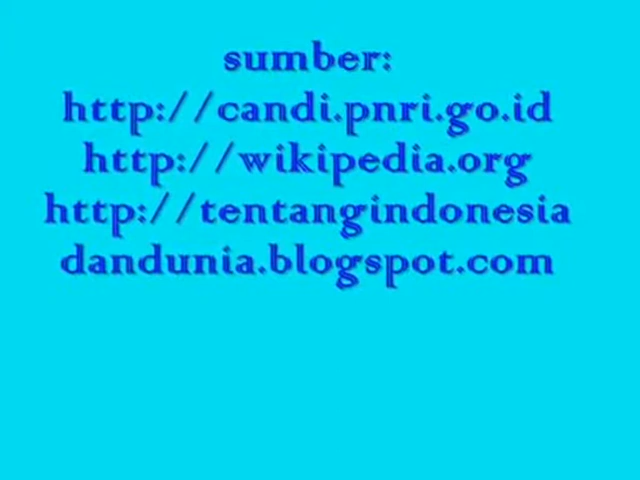 sumber:
http://candi.pnri.go.id
http://wikipedia.org
http://tentangindonesia
dandunia.blogspot.com